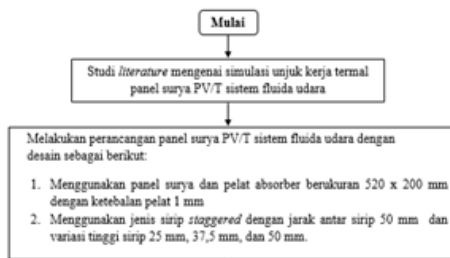 Mulai
Studi literature mengenai simulasi unjuk kerja termal
panel surya PV/T sistem fluida udara
Melakukan perancangan panel surya PV/T sistem fluida udara dengan
desain sebagai berikut:
1. Menggunakan panel surya dan pelat absorber berukuran 520 x 200 mm
dengan ketebalan pelat 1 mm
2. Menggunakan jenis sirip staggered dengan jarak antar sirip 50 mm dan
variasi tinggi sirip 25 mm, 37,5 mm, dan 50 mm.